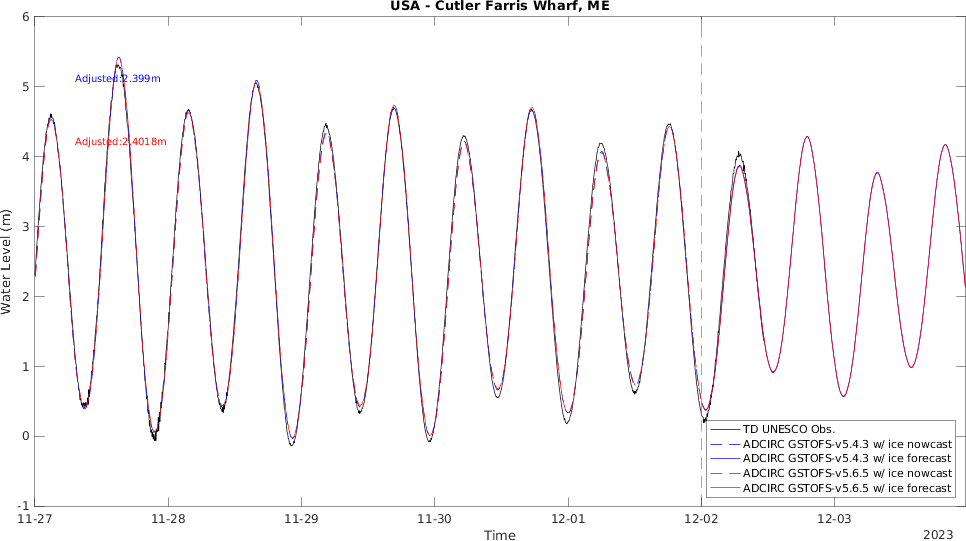 USA - Cutler Farris Wharf, ME
6
5
4
3
2
1
0
-1
Water Level (m)
Adjusted:2.399m
Adjusted:2.4018m
TD UNESCO Obs.
ADCIRC GSTOFS-v5.4.3 w/ ice nowcast
ADCIRC GSTOFS-v5.4.3 w/ ice forecast
ADCIRC GSTOFS-v5.6.5 w/ ice nowcast
ADCIRC GSTOFS-v5.6.5 w/ ice forecast
11-27 11-28 11-29 11-30 12-01 12-02 12-03
Time
2023